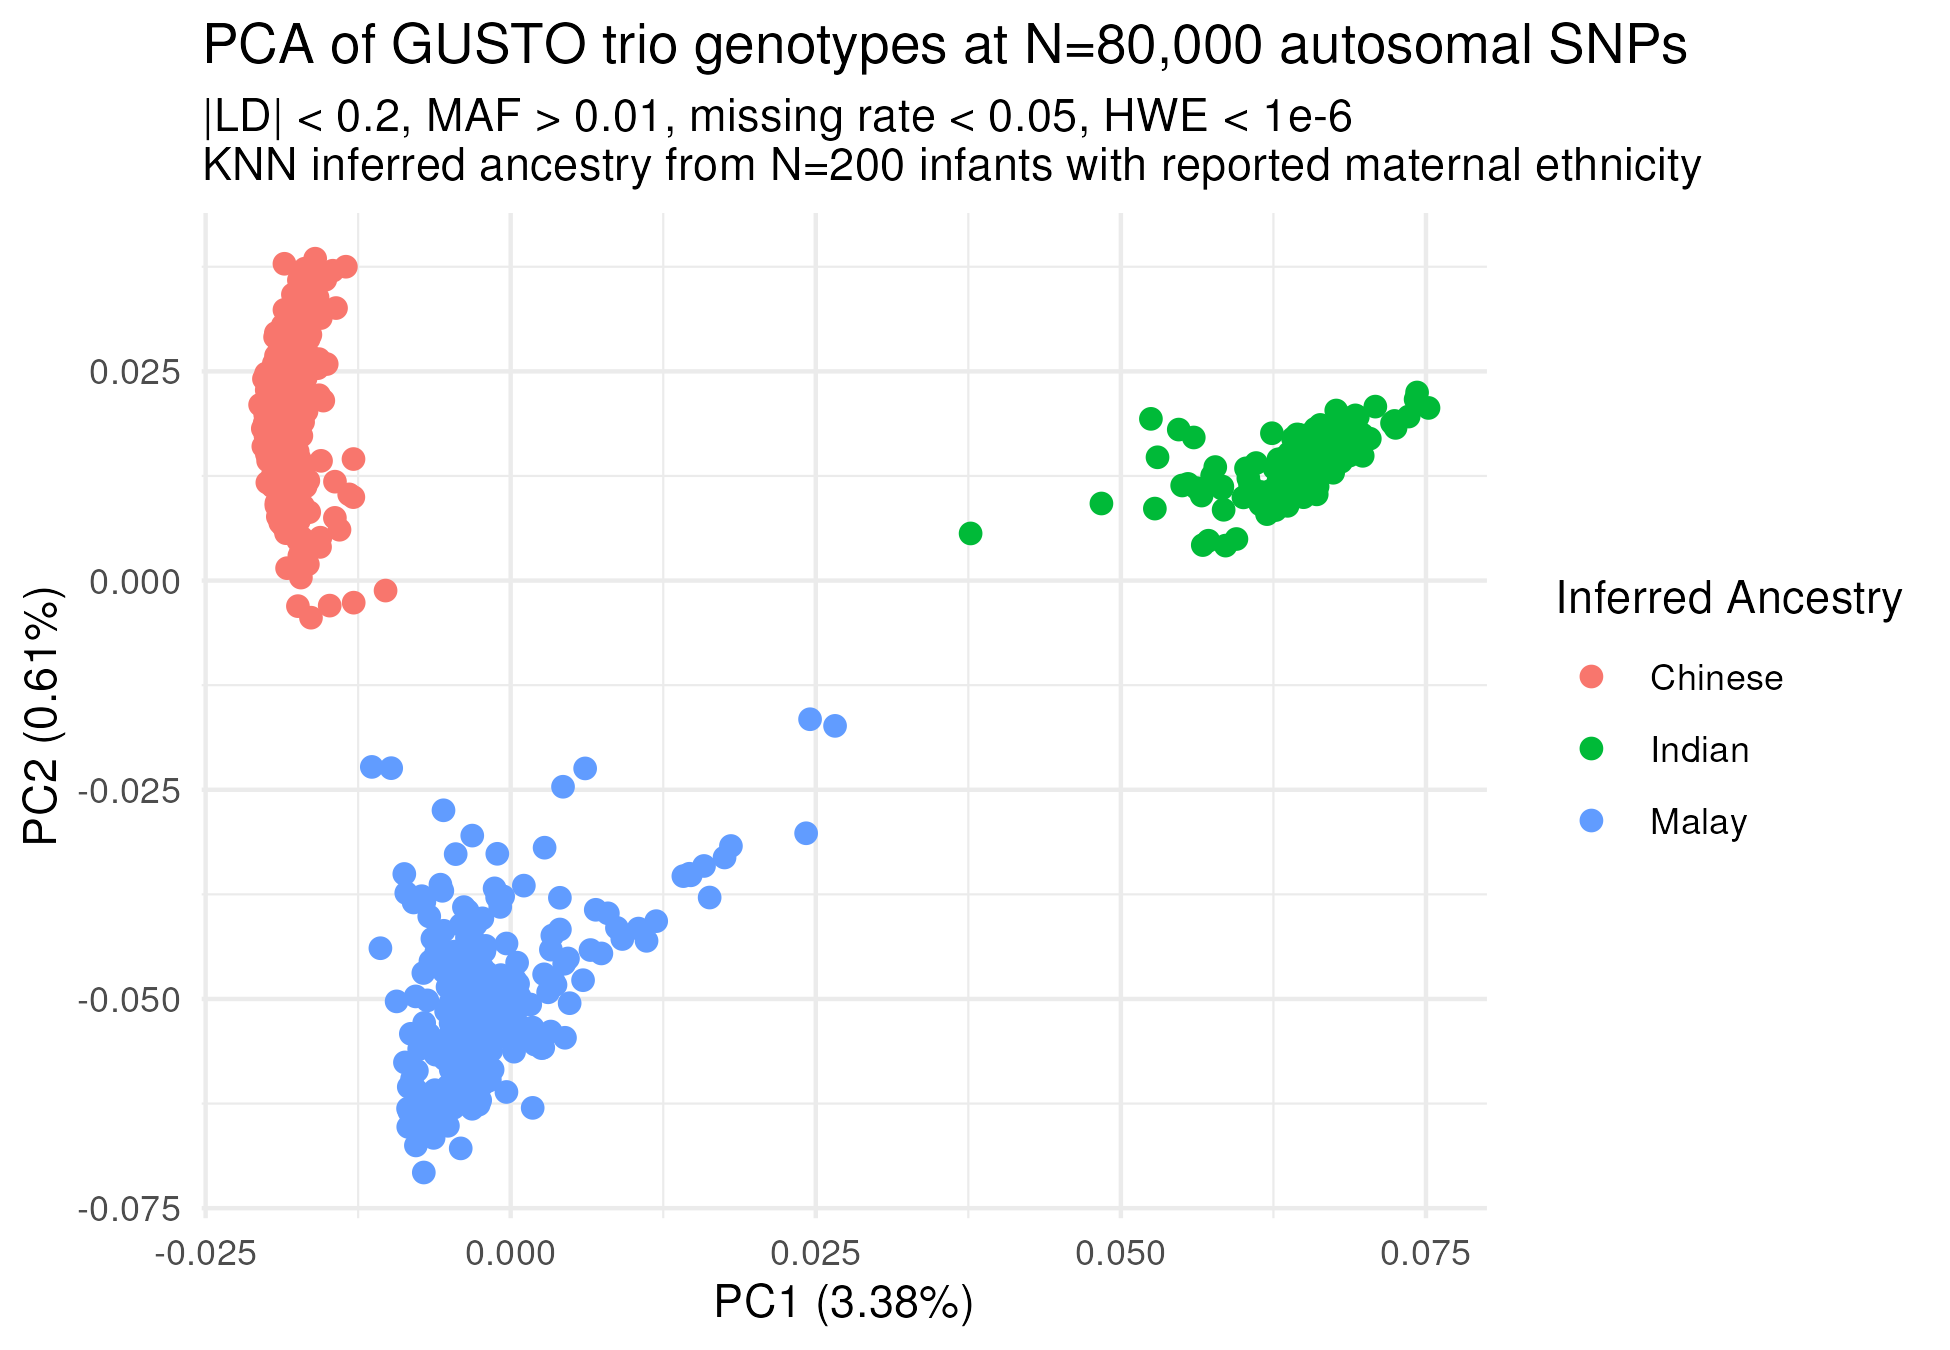 PCA of GUSTO trio genotypes at N=80,000 autosomal SNPs
|LD| < 0.2, MAF > 0.01, missing rate < 0.05, HWE < 1e-6
KNN inferred ancestry from N=200 infants with reported maternal ethnicity
PC2 (0.61%)
0.025
0.000
-0.025
-0.050
-0.075
-0.025
0.000
0.025
0.050
0.075
PC1 (3.38%)
Inferred Ancestry
Chinese
Indian
Malay